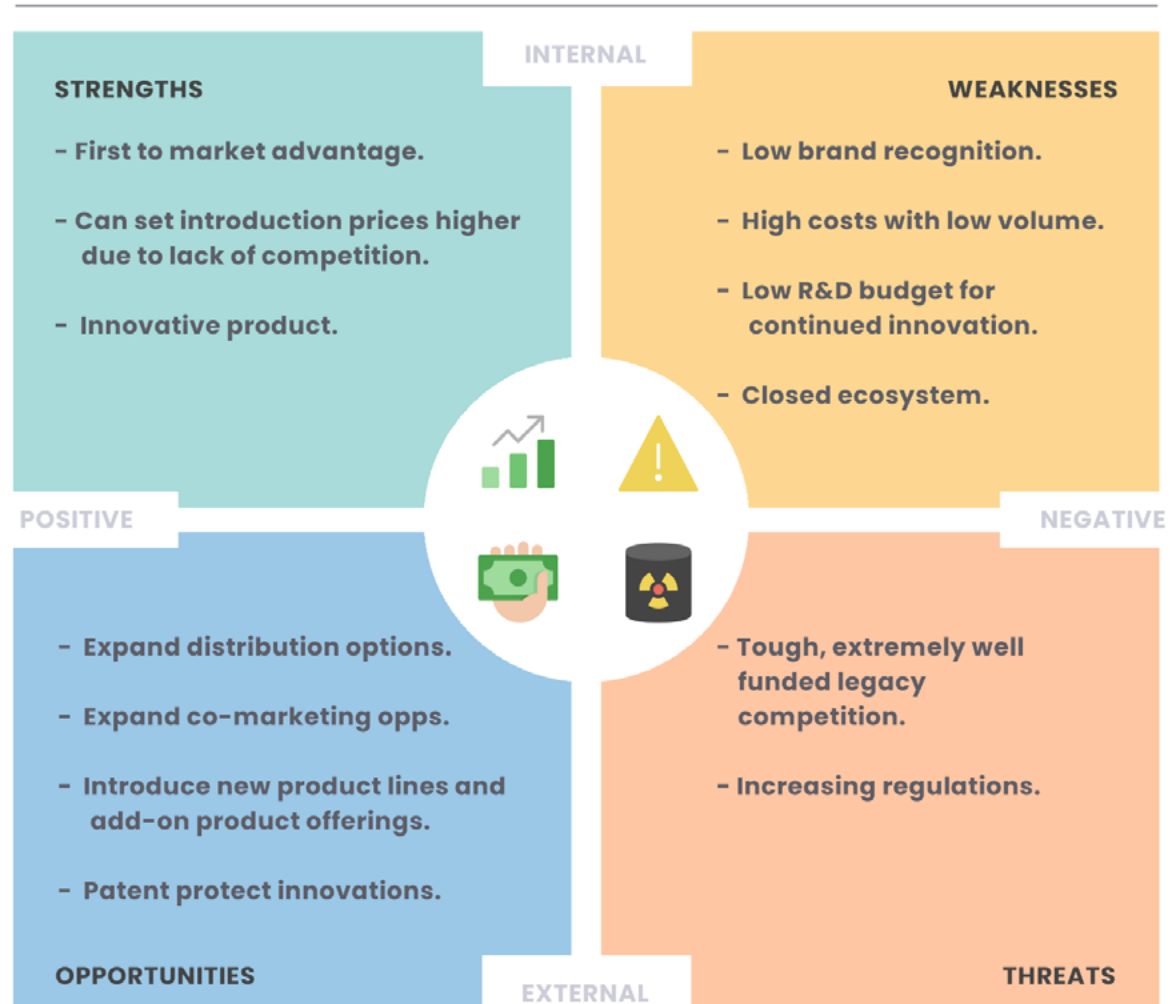 INTERNAL
STRENGTHS
- First to market advantage.
- Can set introduction prices higher
due to lack of competition.
- Innovative product.
WEAKNESSES
- Low brand recognition.
- High costs with low volume.
- Low R&D budget for
continued innovation.
- Closed ecosystem.
POSITIVE
NEGATIVE
- Expand distribution options.
- Expand co-marketing opps.
- Introduce new product lines and
add-on product offerings.
- Patent protect innovations.
OPPORTUNITIES
- Tough, extremely well
funded legacy
competition.
- Increasing regulations.
THREATS
EXTERNAL